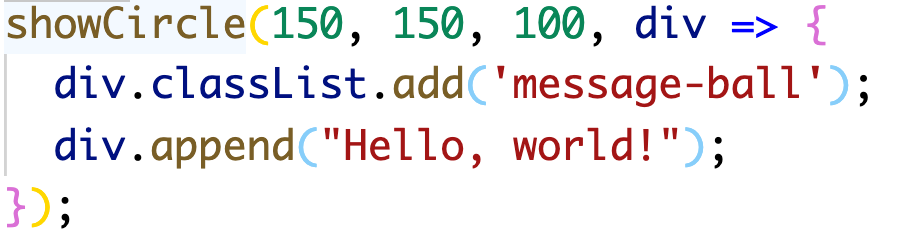 showCircle(150, 150, 100, div => {
  div.classList.add('message-ball');
  div.append("Hello, world!");
});